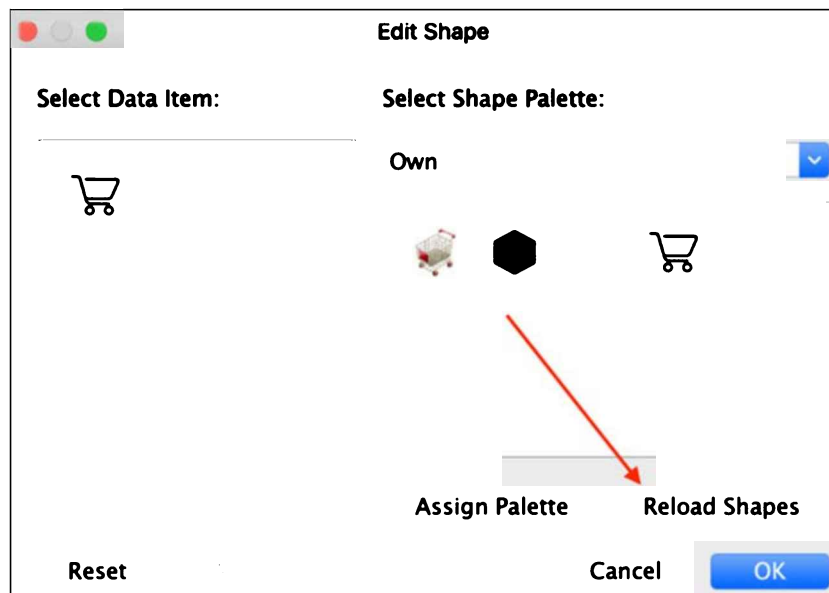 Edit Shape
Select Data Item:
Select Shape Palette:
Own
Assign Palette
Reload Shapes
Reset
Cancel
OK